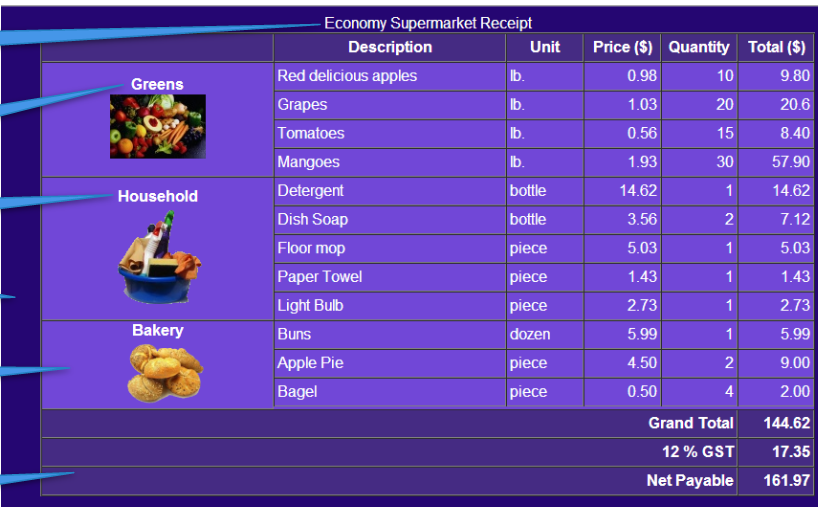 Economy Supermarket Receipt
Description Unit Price ($) Quantity Total ($)
Greens
Red delicious apples lb. 0.98 10 9.80
Grapes lb. 1.03 20 20.6
Tomatoes lb. 0.56 15 8.40
Mangoes lb. 1.93 30 57.90
Household
Detergent bottle 14.62 1 14.62
Dish Soap bottle 3.56 2 7.12
Floor mop piece 5.03 1 5.03
Paper Towel piece 1.43 1 1.43
Light Bulb piece 2.73 1 2.73
Bakery
Buns dozen 5.99 1 5.99
Apple Pie piece 4.50 2 9.00
Bagel piece 0.50 4 2.00
Grand Total 144.62
12 % GST 17.35
Net Payable 161.97